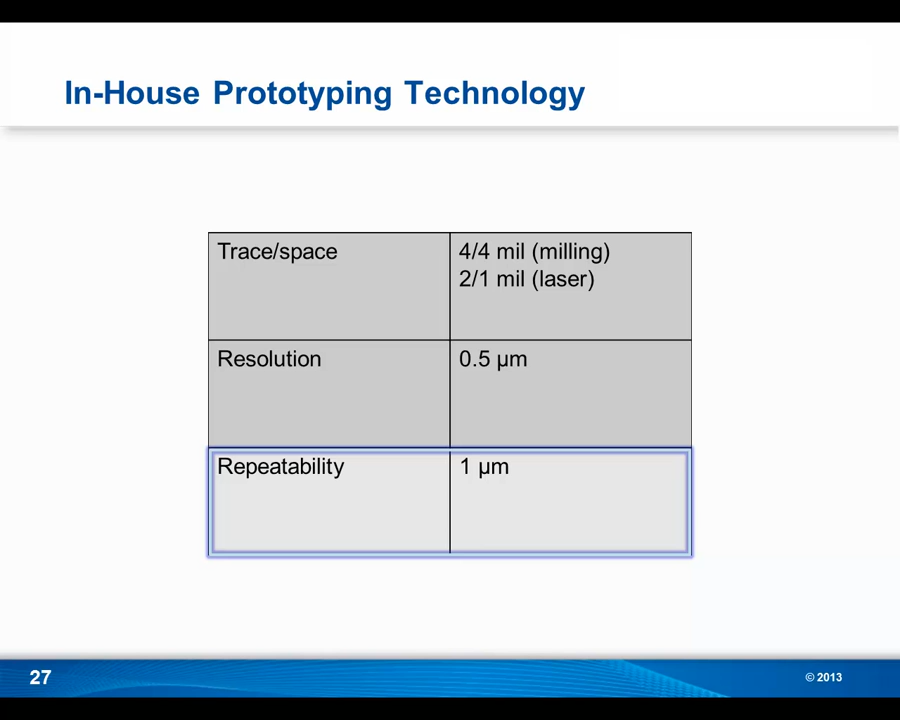 In-House Prototyping Technology
Trace/space
4/4 mil (milling)
2/1 mil (laser)
Resolution
0.5 µm
Repeatability
1 µm
27
© 2013